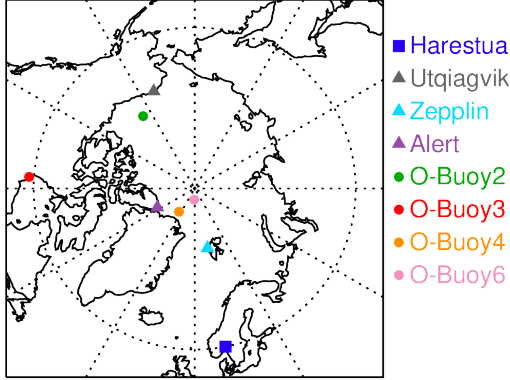 Harestua
Utqiagvik
Zepplin
Alert
O-Buoy2
O-Buoy3
O-Buoy4
O-Buoy6